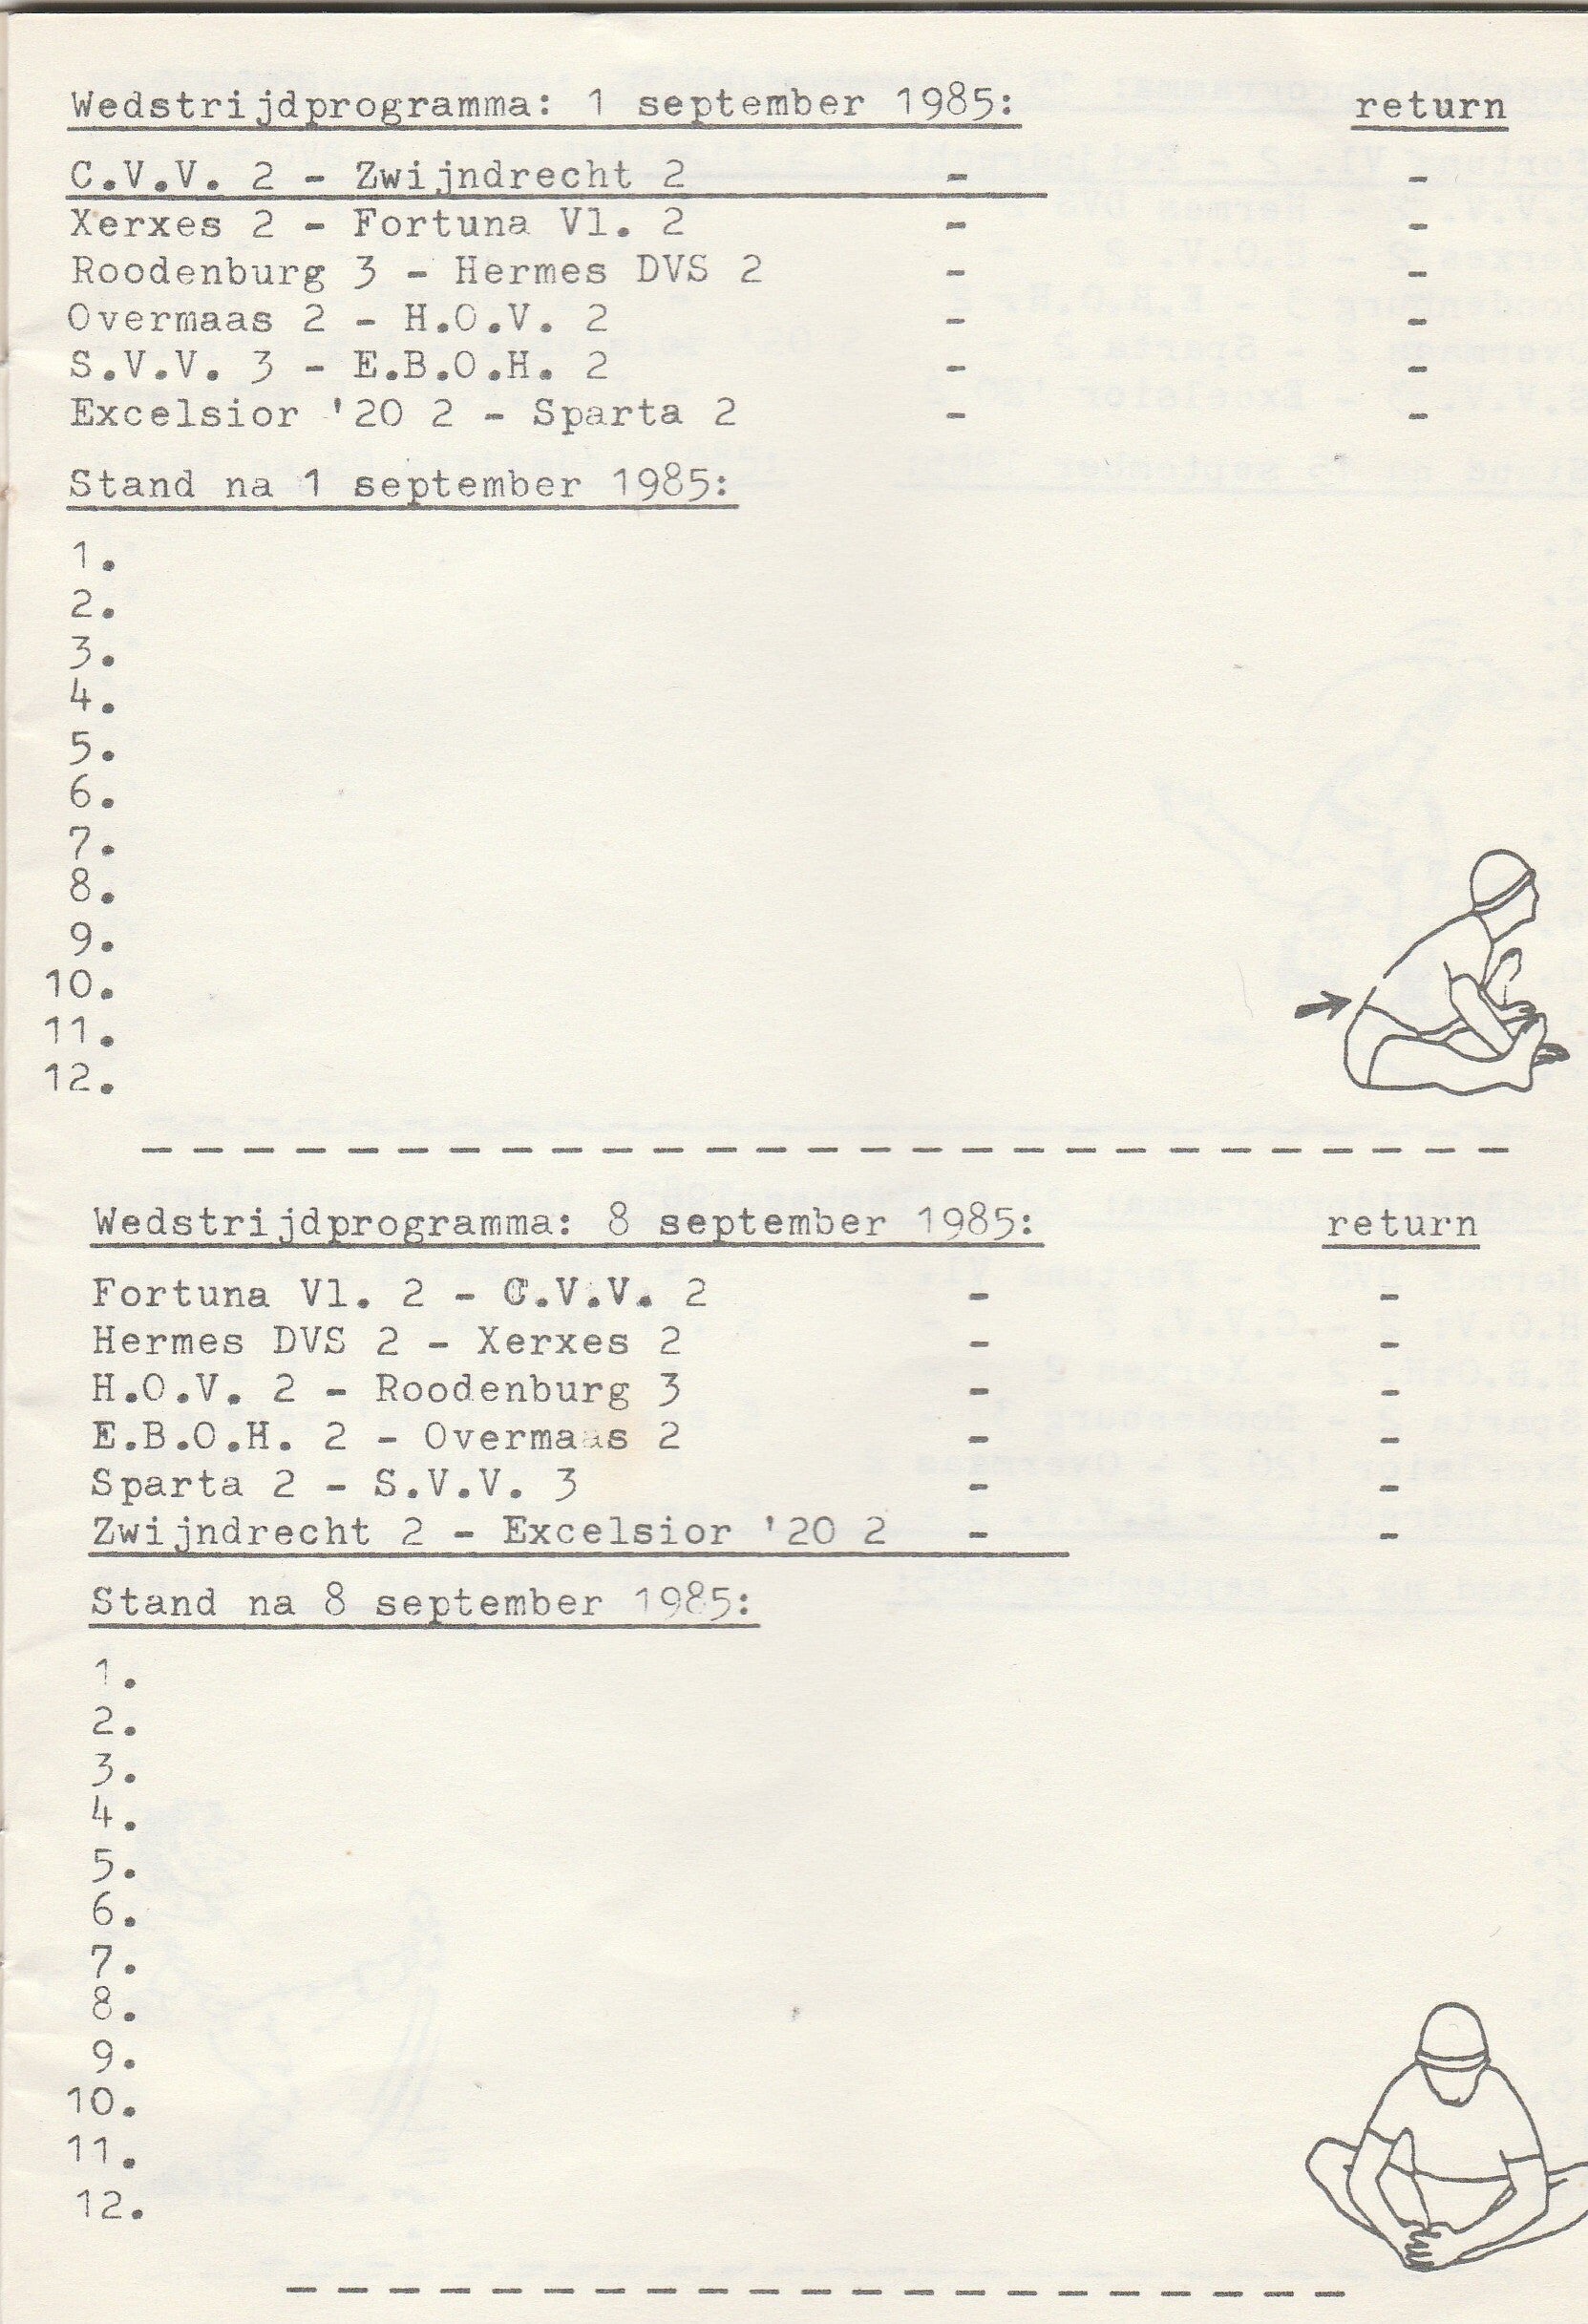 Wedstrijdprogramma: 1 september 1985: return
C.V.V. 2 - Zwijndrecht 2 - -
Xerxes 2 - Fortuna Vl. 2 - -
Roodenburg 3 - Hermes DVS 2 - -
Overmaas 2 - H.O.V. 2 - -
S.V.V. 3 - E.B.O.H. 2 - -
Excelsior '20 2 - Sparta 2 - -
Stand na 1 september 1985:
1.
2.
3.
4.
5.
6.
7.
8.
9.
10.
11.
12.
Wedstrijdprogramma: 8 september 1985: return
Fortuna Vl. 2 - C.V.V. 2 - -
Hermes DVS 2 - Xerxes 2 - -
H.O.V. 2 - Roodenburg 3 - -
E.B.O.H. 2 - Overmaas 2 - -
Sparta 2 - S.V.V. 3 - -
Zwijndrecht 2 - Excelsior '20 2 - -
Stand na 8 september 1985:
1.
2.
3.
4.
5.
6.
7.
8.
9.
10.
11.
12.